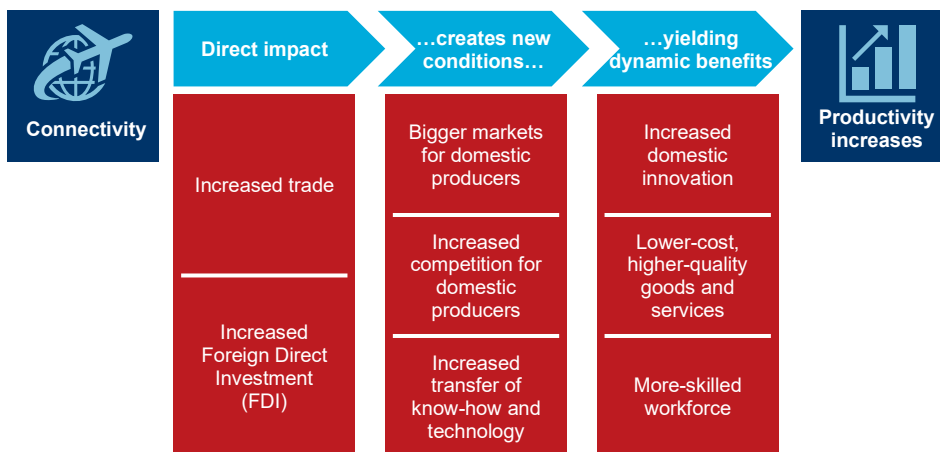 Connectivity
Direct impact
Increased trade
Increased
Foreign Direct
Investment
(FDI)
…creates new
conditions…
Bigger markets
for domestic
producers
Increased
competition for
domestic
producers
Increased
transfer of
know-how and
technology
…yielding
dynamic benefits
Increased
domestic
innovation
Lower-cost,
higher-quality
goods and
services
More-skilled
workforce
Productivity
increases